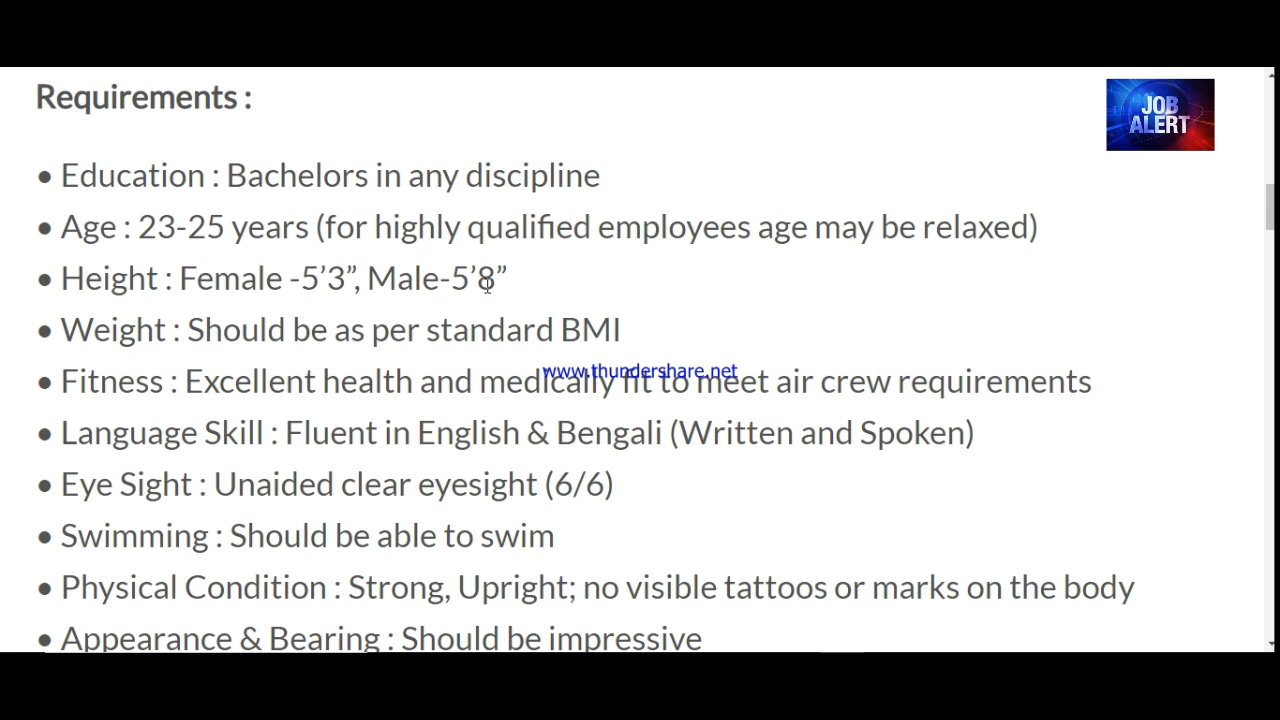 Requirements :
JOB
ALERT
• Education : Bachelors in any discipline
• Age : 23-25 years (for highly qualified employees age may be relaxed)
• Height : Female -5’3”, Male-5’8”
• Weight : Should be as per standard BMI
www.thundershare.net
• Fitness : Excellent health and medically fit to meet air crew requirements
• Language Skill : Fluent in English & Bengali (Written and Spoken)
• Eye Sight : Unaided clear eyesight (6/6)
• Swimming : Should be able to swim
• Physical Condition : Strong, Upright; no visible tattoos or marks on the body
• Appearance & Bearing : Should be impressive